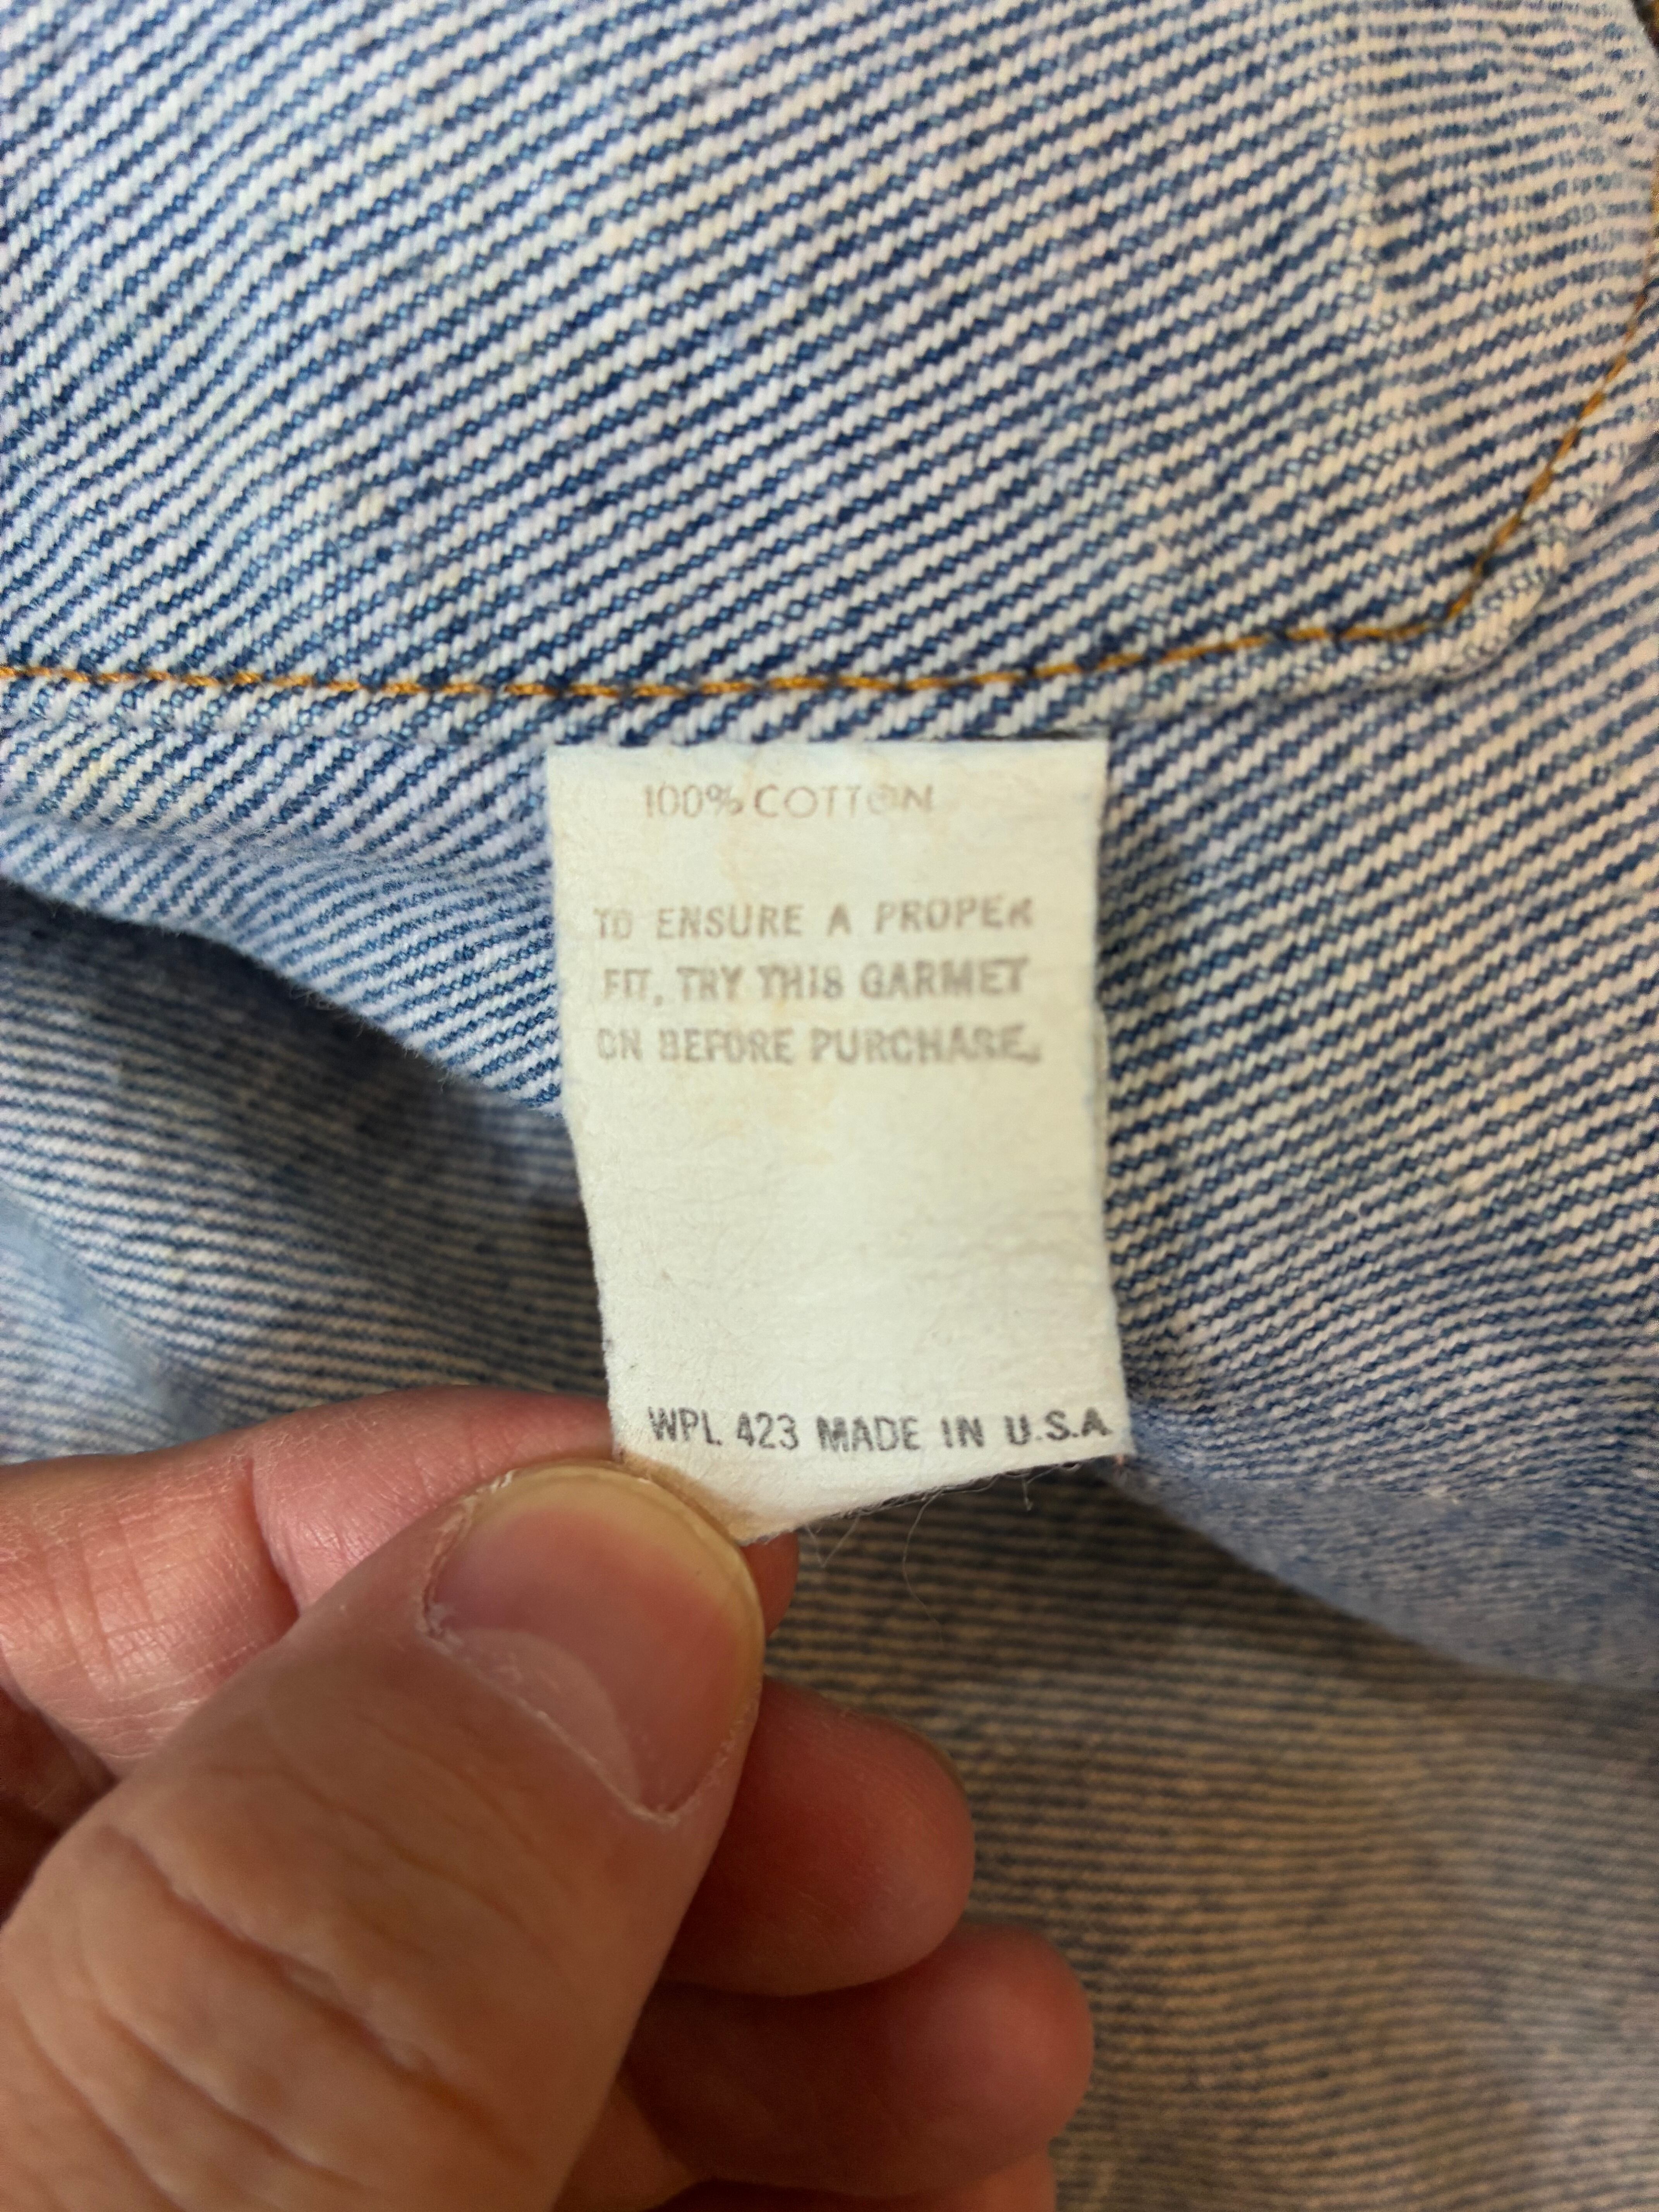 100% COTTON
TO ENSURE A PROPER
FIT, TRY THIS GARMET
ON BEFORE PURCHASE.
WPL 423 MADE IN U.S.A